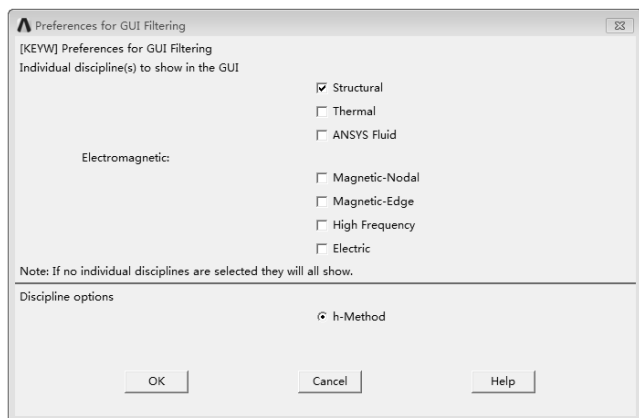 Preferences for GUI Filtering
[KEYW] Preferences for GUI Filtering
Individual discipline(s) to show in the GUI
Structural
Thermal
ANSYS Fluid
Electromagnetic:
Magnetic-Nodal
Magnetic-Edge
High Frequency
Electric
Note: If no individual disciplines are selected they will all show.
Discipline options
h-Method
OK Cancel Help